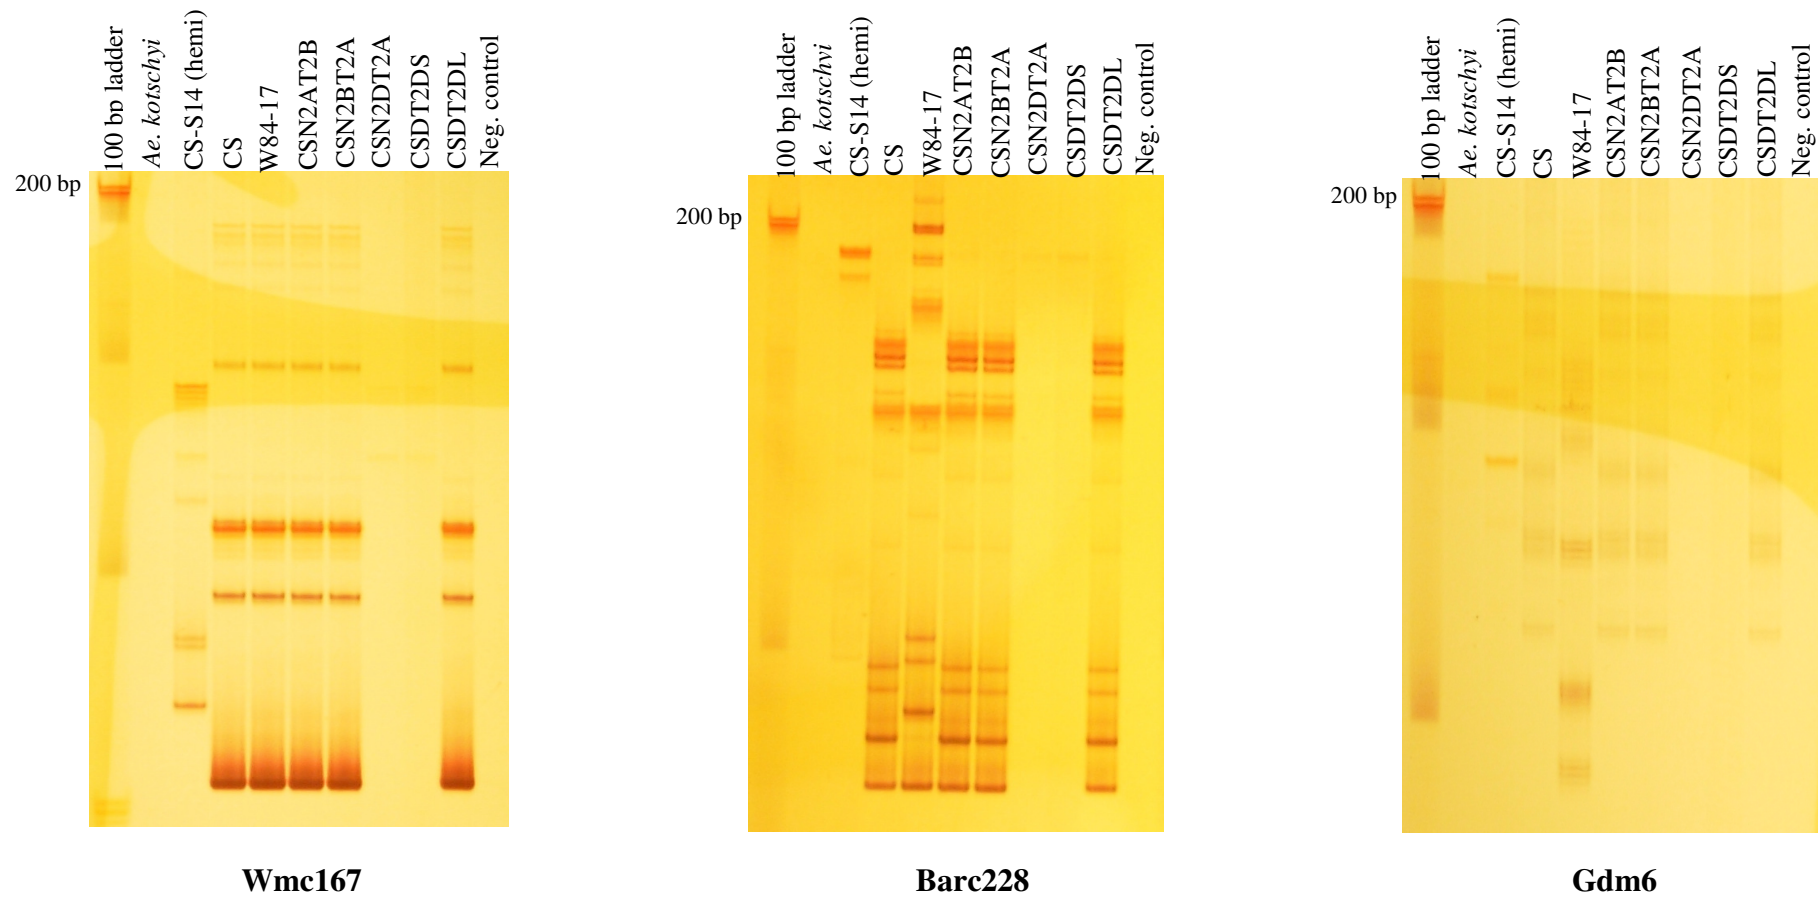 100 bp ladder
Ae. kotschyi
CS-S14 (hemi)
CS
W84-17
CSN2AT2B
CSN2BT2A
CSN2DT2A
CSDT2DS
CSDT2DL
Neg. control
200 bp
Wmc167
100 bp ladder
Ae. kotschvi
CS-S14 (hemi)
CS
W84-17
CSN2AT2B
CSN2BT2A
CSN2DT2A
CSDT2DS
CSDT2DL
Neg. control
200 bp
Barc228
100 bp ladder
Ae. kotschyi
CS-S14 (hemi)
CS
W84-17
CSN2AT2B
CSN2BT2A
CSN2DT2A
CSDT2DS
CSDT2DL
Neg. control
200 bp
Gdm6